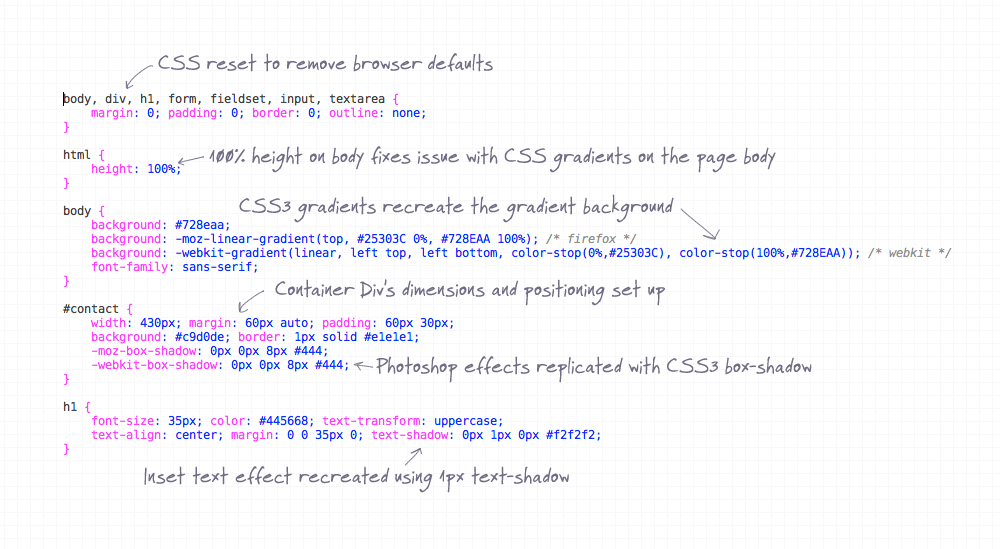 CSS reset to remove browser defaults
body, div, h1, form, fieldset, input, textarea {
margin: 0; padding: 0; border: 0; outline: none;
}
html {
100% height on body fixes issue with CSS gradients on the page body
height: 100%;
}
CSS3 gradients recreate the gradient background
body {
background: #728eaa;
background: -moz-linear-gradient(top, #25303C 0%, #728EAA 100%); /* firefox */
background: -webkit-gradient(linear, left top, left bottom, color-stop(0%,#25303C), color-stop(100%,#728EAA)); /* webkit */
font-family: sans-serif;
}
Container Div's dimensions and positioning set up
#contact {
width: 430px; margin: 60px auto; padding: 60px 30px;
background: #c9d0de; border: 1px solid #e1e1e1;
-moz-box-shadow: 0px 0px 8px #444;
-webkit-box-shadow: 0px 0px 8px #444;
Photoshop effects replicated with CSS3 box-shadow
}
h1 {
font-size: 35px; color: #445668; text-transform: uppercase;
text-align: center; margin: 0 0 35px 0; text-shadow: 0px 1px 0px #f2f2f2;
}
Inset text effect recreated using 1px text-shadow